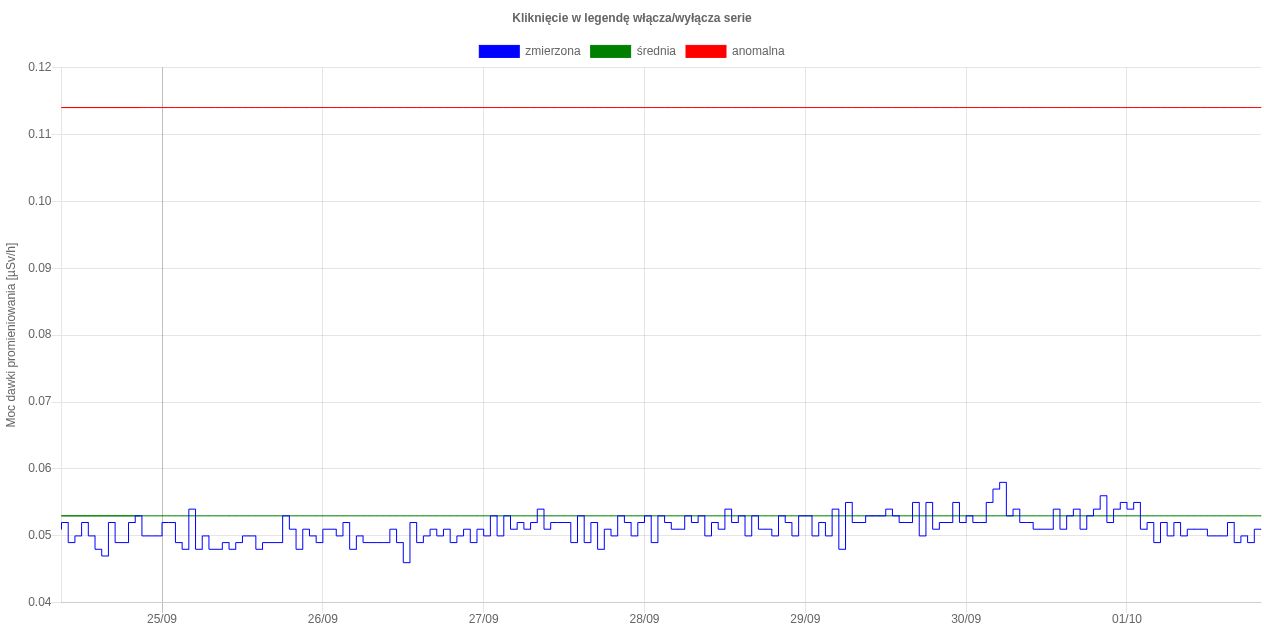 Kliknięcie w legendę włącza/wyłącza serie
zmierzona średnia anomalna
Moc dawki promieniowania [µSv/h]
0.12
0.11
0.10
0.09
0.08
0.07
0.06
0.05
0.04
25/09 26/09 27/09 28/09 29/09 30/09 01/10